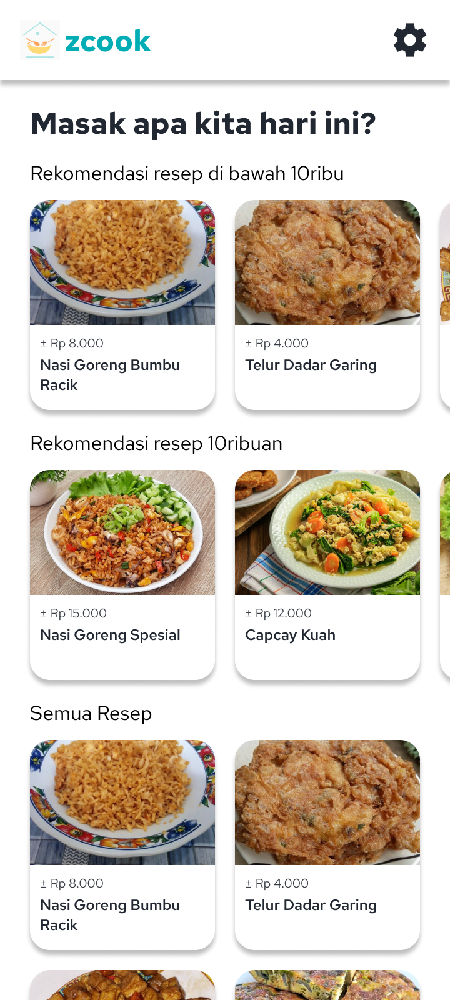 zcook
Masak apa kita hari ini?
Rekomendasi resep di bawah 10ribu
± Rp 8.000
Nasi Goreng Bumbu
Racik
± Rp 4.000
Telur Dadar Garing
Rekomendasi resep 10ribuan
± Rp 15.000
Nasi Goreng Spesial
± Rp 12.000
Capcay Kuah
Semua Resep
± Rp 8.000
Nasi Goreng Bumbu
Racik
± Rp 4.000
Telur Dadar Garing